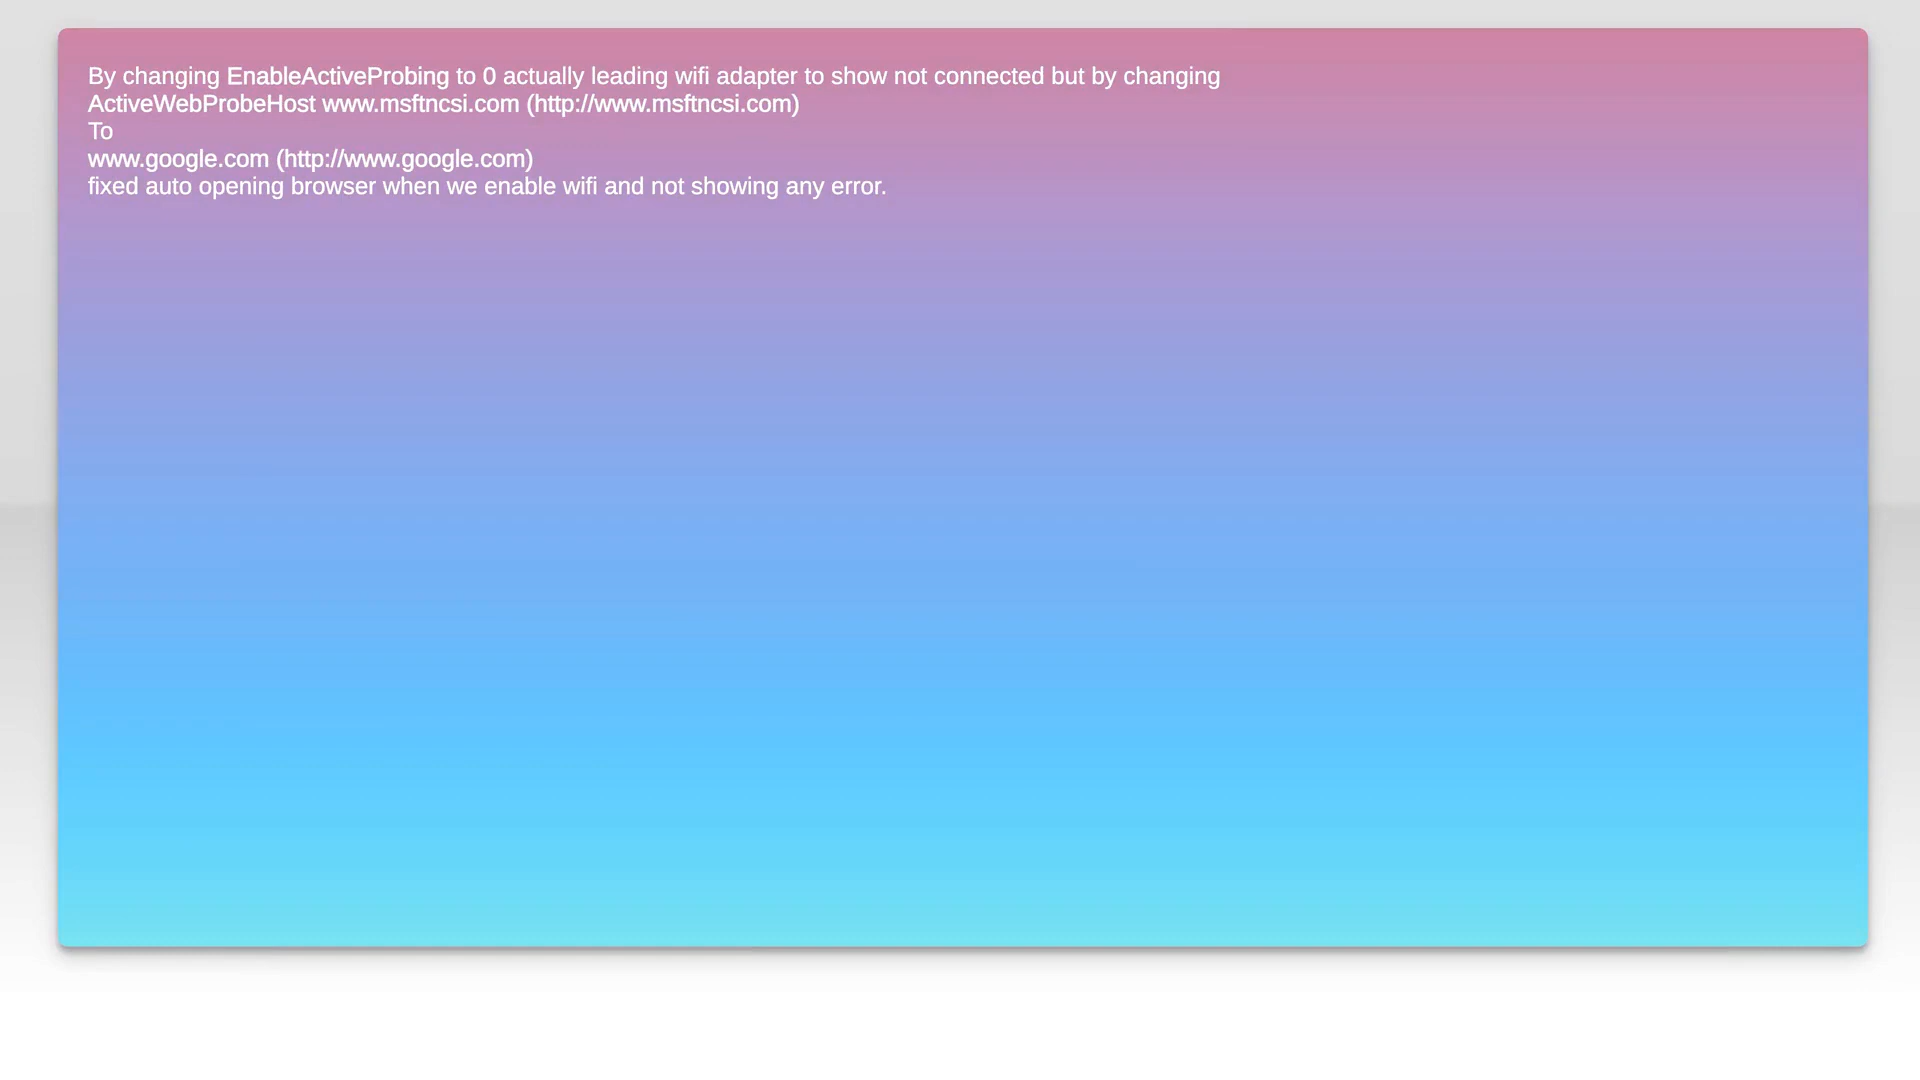 By changing EnableActiveProbing to 0 actually leading wifi adapter to show not connected but by changing
ActiveWebProbeHost www.msftncsi.com (http://www.msftncsi.com)
To
www.google.com (http://www.google.com)
fixed auto opening browser when we enable wifi and not showing any error.